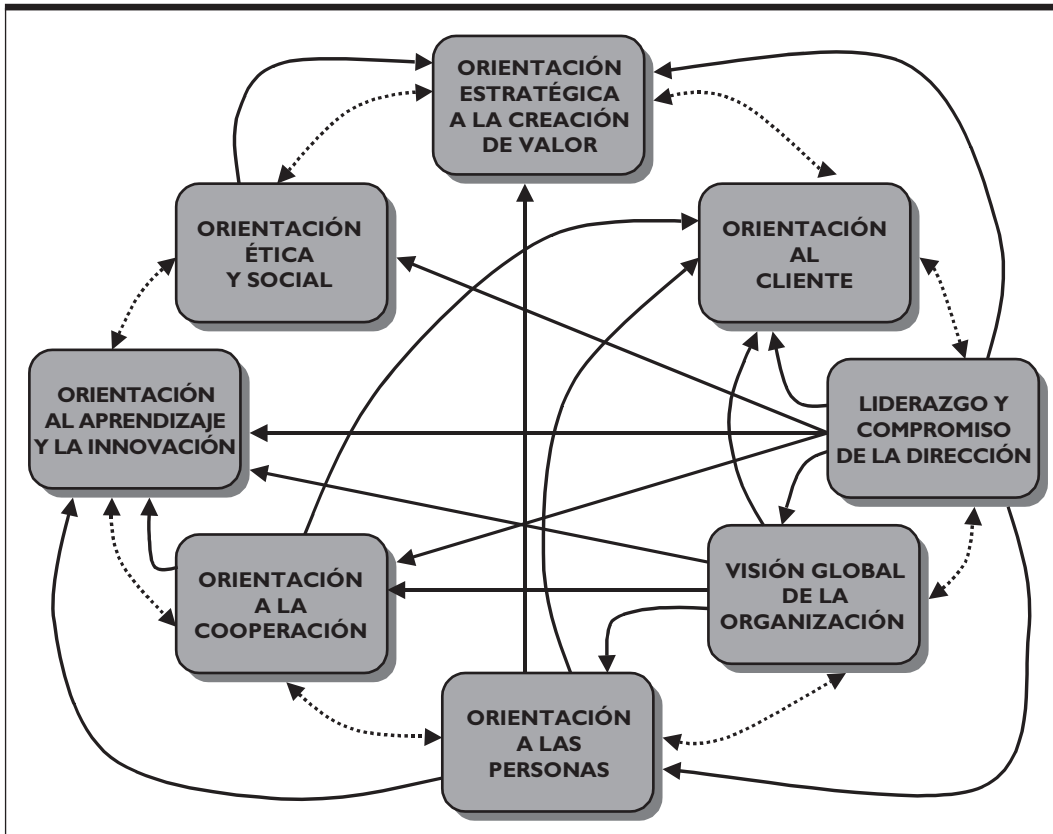 ORIENTACIÓN
ESTRATÉGICA
A LA CREACIÓN
DE VALOR
ORIENTACIÓN
ÉTICA
Y SOCIAL
ORIENTACIÓN
AL
CLIENTE
ORIENTACIÓN
AL APRENDIZAJE
Y LA INNOVACIÓN
LIDERAZGO Y
COMPROMISO
DE LA DIRECCIÓN
ORIENTACIÓN
A LA
COOPERACIÓN
VISIÓN GLOBAL
DE LA
ORGANIZACIÓN
ORIENTACIÓN
A LAS
PERSONAS